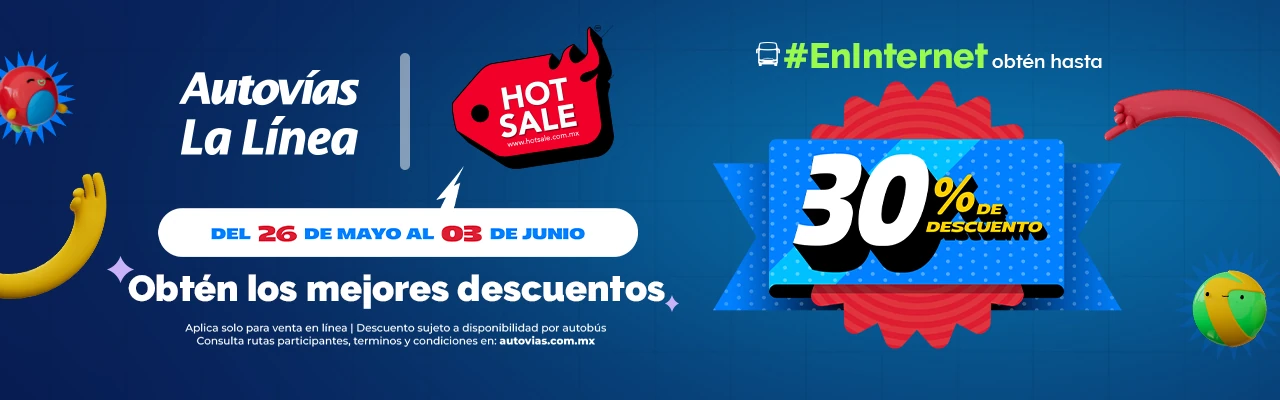 Autovías
La Línea
HOT
SALE
www.hotsale.com.mx
DEL 26 DE MAYO AL 03 DE JUNIO
Obtén los mejores descuentos
Aplica solo para venta en línea | Descuento sujeto a disponibilidad por autobús
Consulta rutas participantes, terminos y condiciones en: autovias.com.mx
#EnInternet obtén hasta
30% DE
DESCUENTO